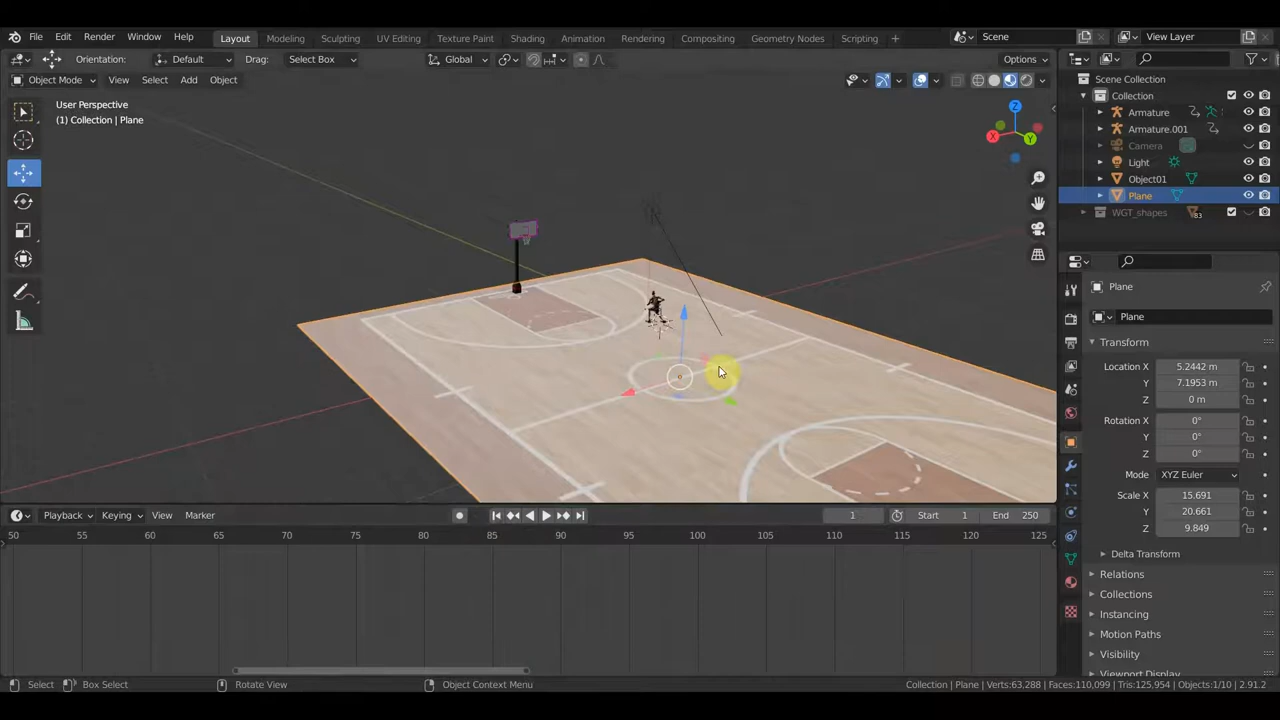 File Edit Render Window Help Layout Modeling Sculpting UV Editing Texture Paint Shading Animation Rendering Compositing Geometry Nodes Scripting + Scene View Layer
Orientation: Default Drag: Select Box Global Options
Object Mode View Select Add Object
Scene Collection
Collection
Armature
Armature.001
Camera
Light
Object01
Plane
WGT_shapes 83
User Perspective
(1) Collection | Plane
Z
X
Y
Plane
Plane
Transform
Location X 5.2442 m
Y 7.1953 m
Z 0 m
Rotation X 0°
Y 0°
Z 0°
Mode XYZ Euler
Scale X 15.691
Y 20.661
Z 9.849
Delta Transform
Relations
Collections
Instancing
Motion Paths
Visibility
Viewport Display
Playback Keying View Marker 1 Start 1 End 250
50 55 60 65 70 75 80 85 90 95 100 105 110 115 120 125
Select Box Select Rotate View Object Context Menu Collection | Plane | Verts:63,288 | Faces:110,099 | Tris:125,954 | Objects:1/10 | 2.91.2